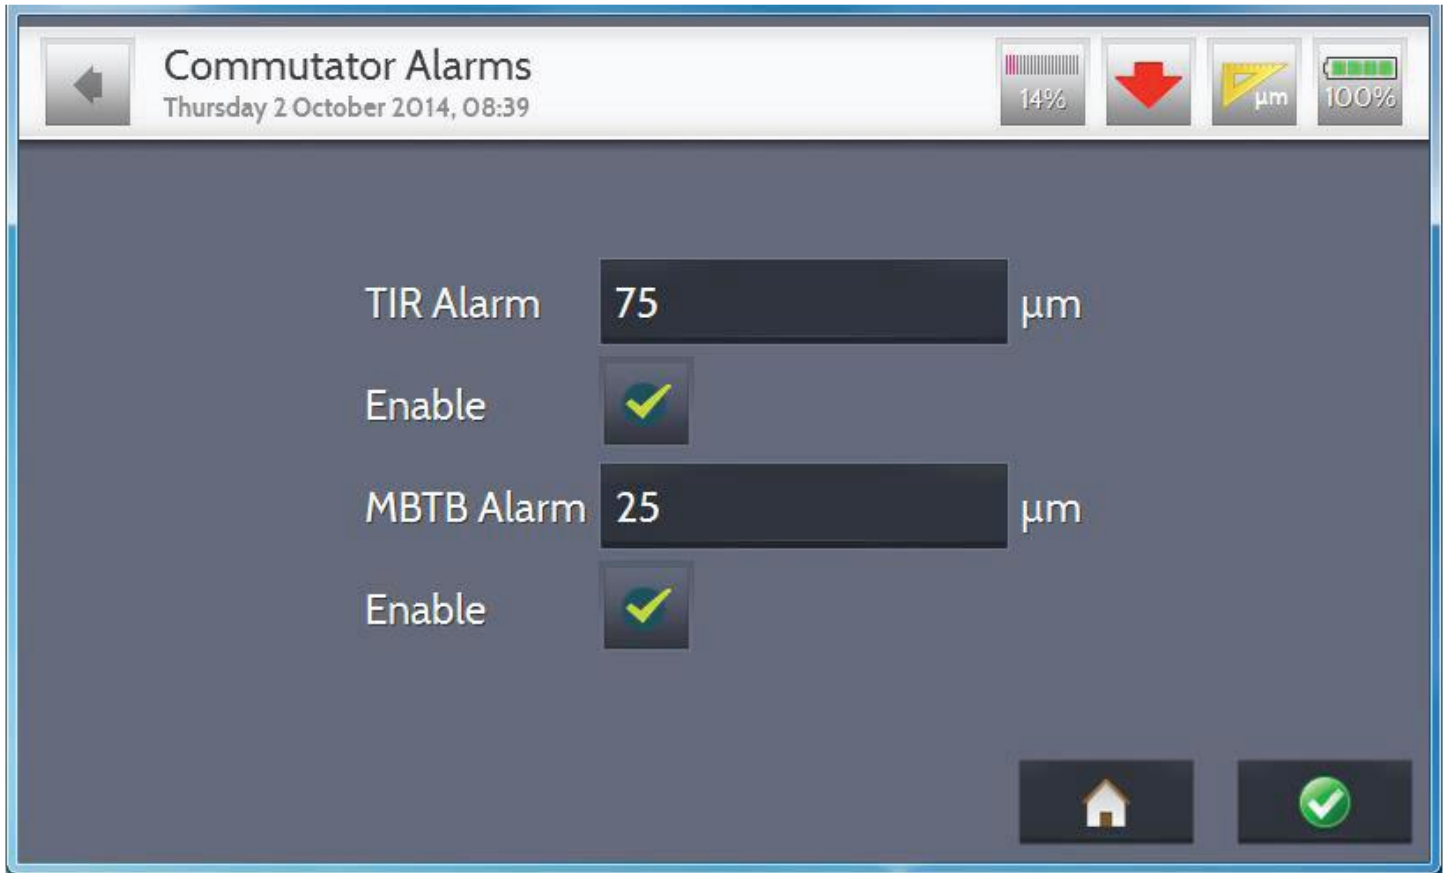 Commutator Alarms
Thursday 2 October 2014, 08:39
14%
µm
100%
TIR Alarm 75 µm
Enable
MBTB Alarm 25 µm
Enable